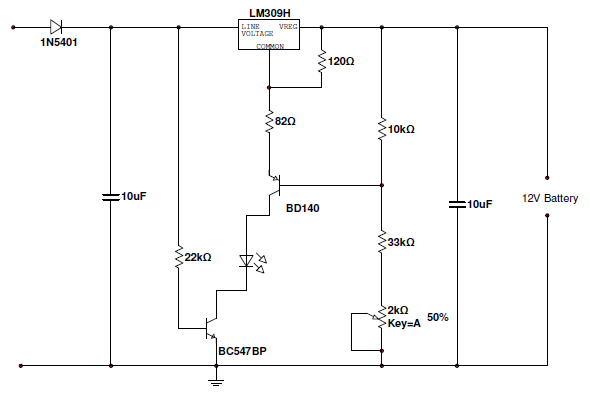 LM309H
LINE VREG
VOLTAGE
COMMON
1N5401
120Ω
82Ω
10kΩ
10uF
BD140
12V Battery
10uF
33kΩ
22kΩ
2kΩ
Key=A
50%
BC547BP